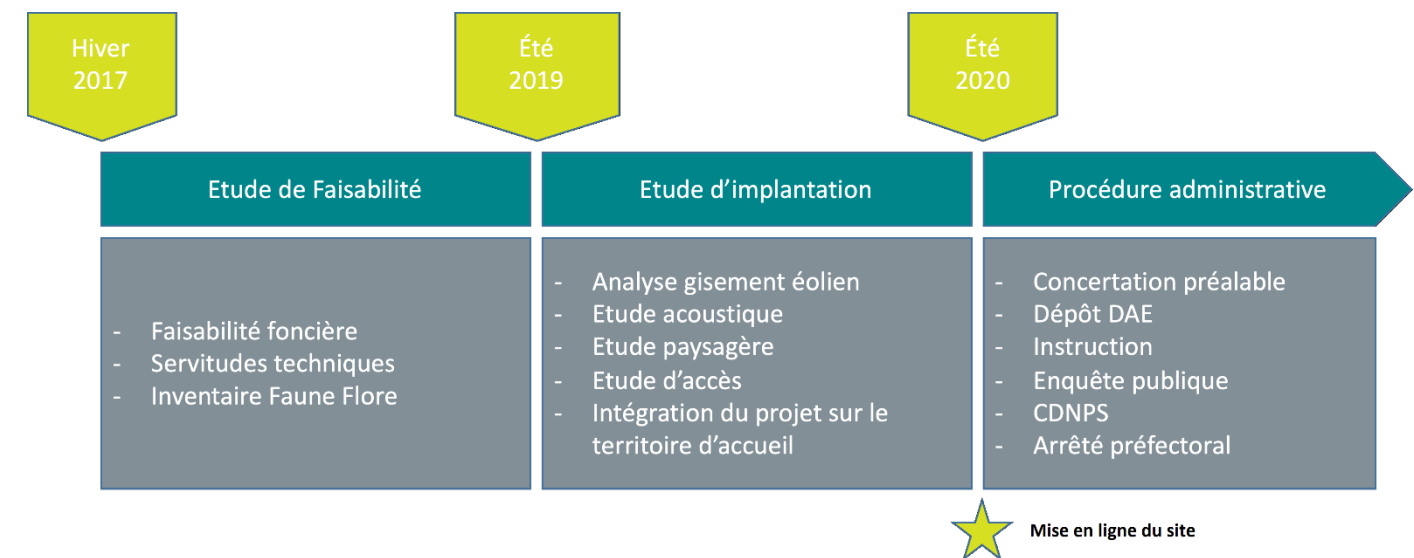 Hiver
2017
Été
2019
Été
2020
Etude de Faisabilité
Etude d'implantation
Procédure administrative
- Faisabilité foncière
- Servitudes techniques
- Inventaire Faune Flore
- Analyse gisement éolien
- Etude acoustique
- Etude paysagère
- Etude d'accès
- Intégration du projet sur le
territoire d'accueil
- Concertation préalable
- Dépôt DAE
- Instruction
- Enquête publique
- CDNPS
- Arrêté préfectoral
Mise en ligne du site